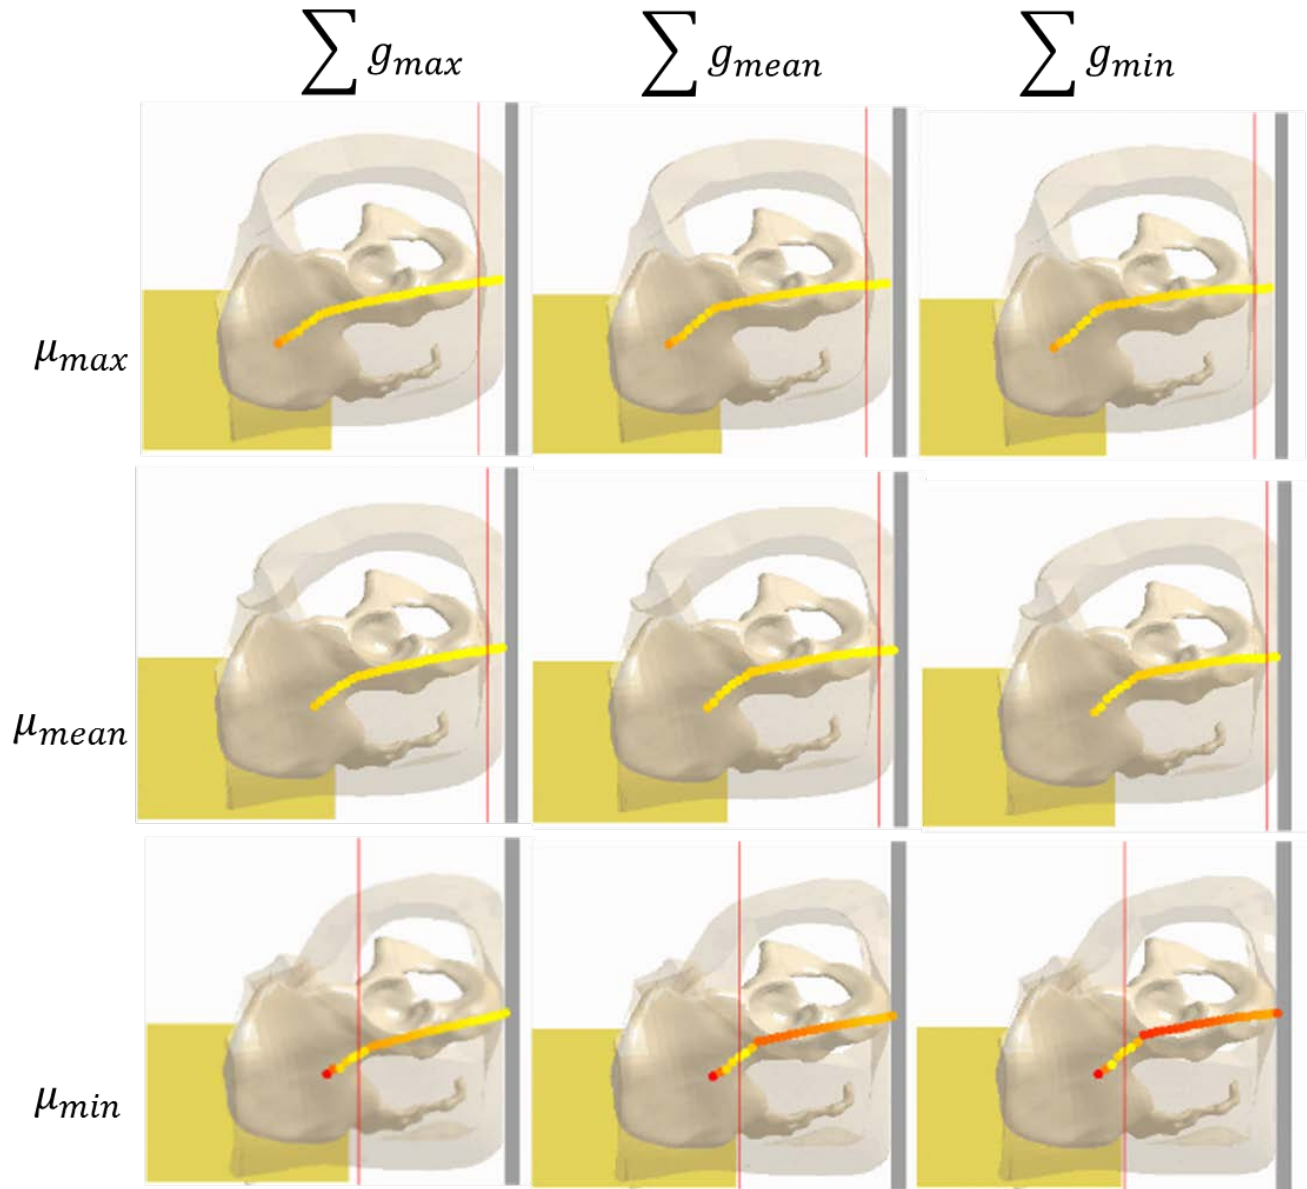 ∑ g_max ∑ g_mean ∑ g_min
μ_max
μ_mean
μ_min